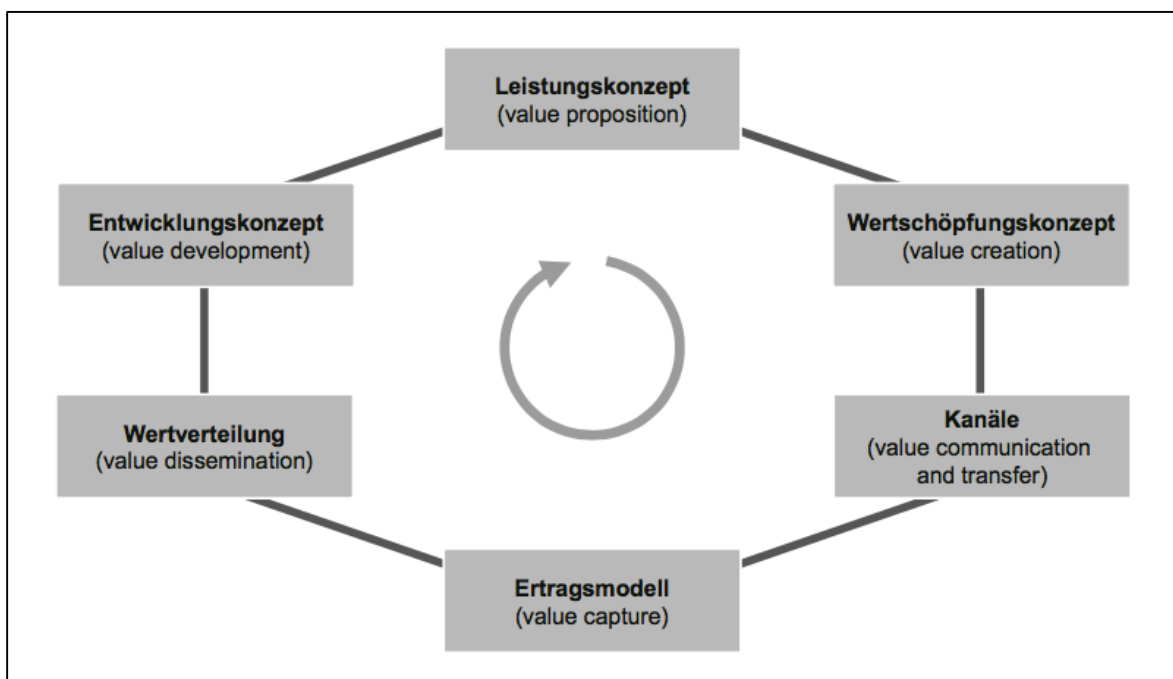 Leistungskonzept
(value proposition)
Entwicklungskonzept
(value development)
Wertschöpfungskonzept
(value creation)
Wertverteilung
(value dissemination)
Kanäle
(value communication
and transfer)
Ertragsmodell
(value capture)